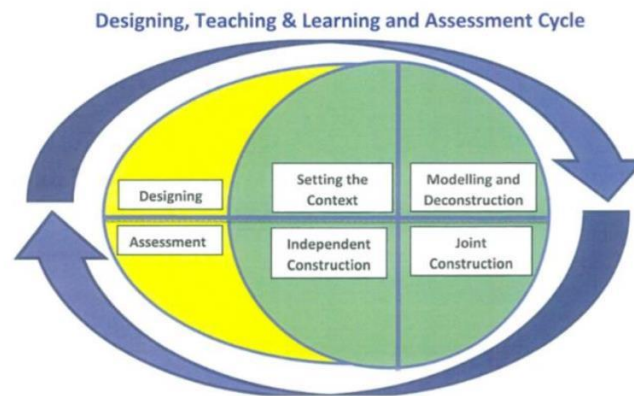 Designing, Teaching & Learning and Assessment Cycle
Designing
Setting the
Context
Modelling and
Deconstruction
Assessment
Independent
Construction
Joint
Construction